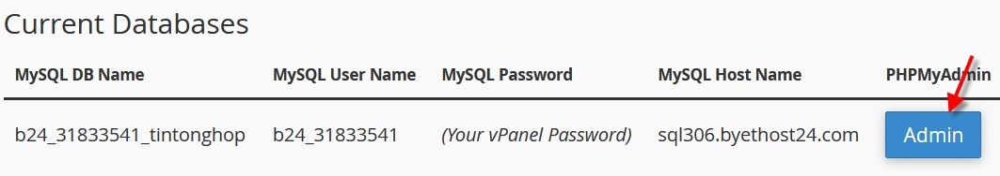 Current Databases
MySQL DB Name MySQL User Name MySQL Password MySQL Host Name PHPMyAdmin
b24_31833541_tintonghop b24_31833541 (Your vPanel Password) sql306.byethost24.com Admin